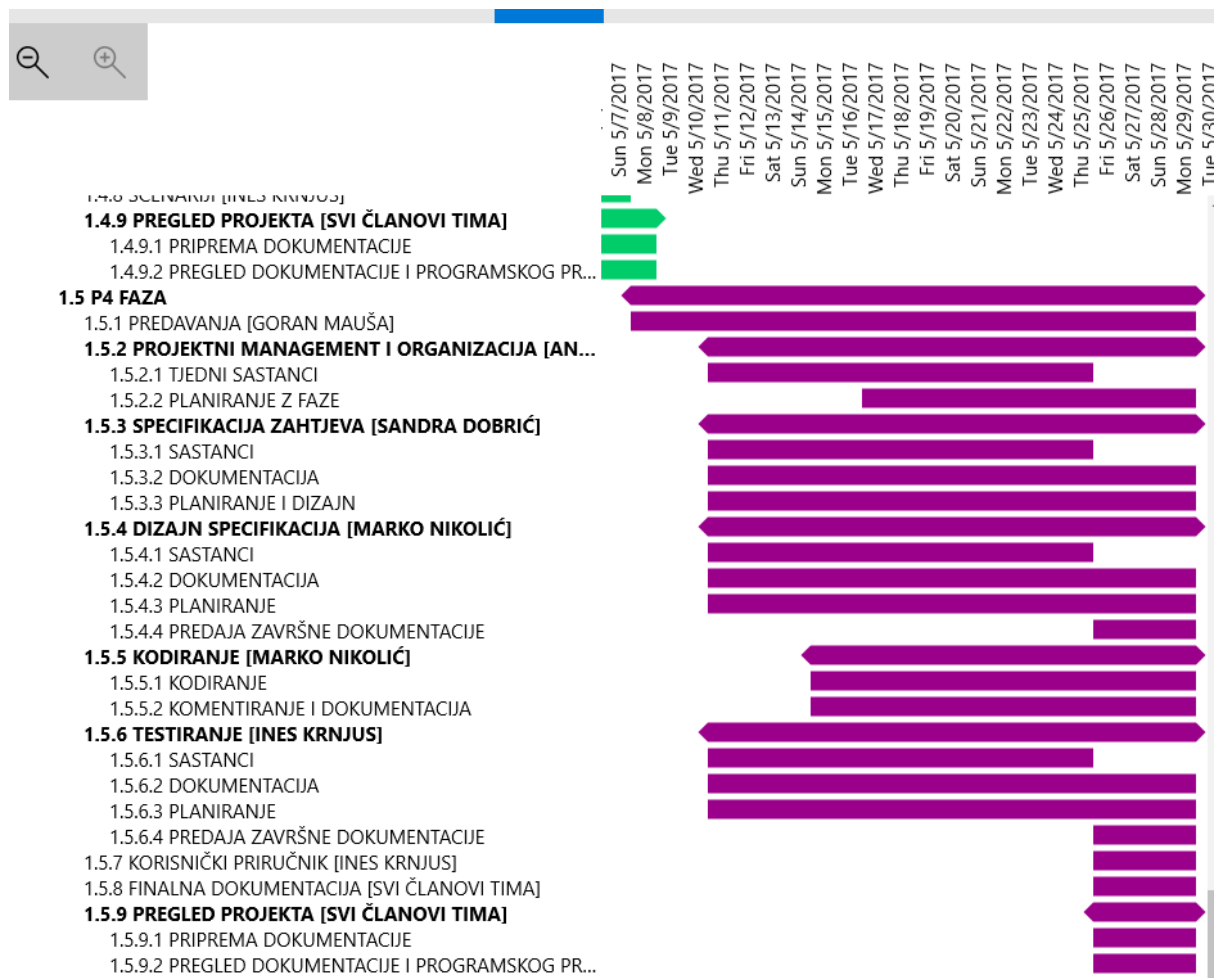 Sun 5/7/2017
Mon 5/8/2017
Tue 5/9/2017
Wed 5/10/2017
Thu 5/11/2017
Fri 5/12/2017
Sat 5/13/2017
Sun 5/14/2017
Mon 5/15/2017
Tue 5/16/2017
Wed 5/17/2017
Thu 5/18/2017
Fri 5/19/2017
Sat 5/20/2017
Sun 5/21/2017
Mon 5/22/2017
Tue 5/23/2017
Wed 5/24/2017
Thu 5/25/2017
Fri 5/26/2017
Sat 5/27/2017
Sun 5/28/2017
Mon 5/29/2017
Tue 5/30/2017
1.4.8 SCENARIJI [INES KRNJUS]
1.4.9 PREGLED PROJEKTA [SVI ČLANOVI TIMA]
1.4.9.1 PRIPREMA DOKUMENTACIJE
1.4.9.2 PREGLED DOKUMENTACIJE I PROGRAMSKOG PR...
1.5 P4 FAZA
1.5.1 PREDAVANJA [GORAN MAUŠA]
1.5.2 PROJEKTNI MANAGEMENT I ORGANIZACIJA [AN...
1.5.2.1 TJEDNI SASTANCI
1.5.2.2 PLANIRANJE Z FAZE
1.5.3 SPECIFIKACIJA ZAHTJEVA [SANDRA DOBRIĆ]
1.5.3.1 SASTANCI
1.5.3.2 DOKUMENTACIJA
1.5.3.3 PLANIRANJE I DIZAJN
1.5.4 DIZAJN SPECIFIKACIJA [MARKO NIKOLIĆ]
1.5.4.1 SASTANCI
1.5.4.2 DOKUMENTACIJA
1.5.4.3 PLANIRANJE
1.5.4.4 PREDAJA ZAVRŠNE DOKUMENTACIJE
1.5.5 KODIRANJE [MARKO NIKOLIĆ]
1.5.5.1 KODIRANJE
1.5.5.2 KOMENTIRANJE I DOKUMENTACIJA
1.5.6 TESTIRANJE [INES KRNJUS]
1.5.6.1 SASTANCI
1.5.6.2 DOKUMENTACIJA
1.5.6.3 PLANIRANJE
1.5.6.4 PREDAJA ZAVRŠNE DOKUMENTACIJE
1.5.7 KORISNIČKI PRIRUČNIK [INES KRNJUS]
1.5.8 FINALNA DOKUMENTACIJA [SVI ČLANOVI TIMA]
1.5.9 PREGLED PROJEKTA [SVI ČLANOVI TIMA]
1.5.9.1 PRIPREMA DOKUMENTACIJE
1.5.9.2 PREGLED DOKUMENTACIJE I PROGRAMSKOG PR...